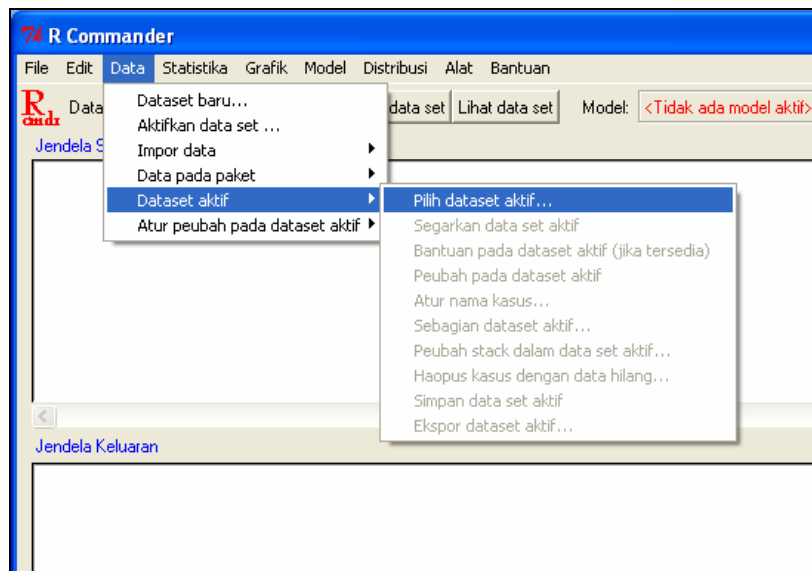 R Commander
File Edit Data Statistika Grafik Model Distribusi Alat Bantuan
R Data data set Lihat data set Model: <Tidak ada model aktif>
cmdr
Dataset baru...
Aktifkan data set ...
Jendela S
Impor data
Data pada paket
Dataset aktif
Atur peubah pada dataset aktif
Pilih dataset aktif...
Segarkan data set aktif
Bantuan pada dataset aktif (jika tersedia)
Peubah pada dataset aktif
Atur nama kasus...
Sebagian dataset aktif...
Peubah stack dalam data set aktif...
Haopus kasus dengan data hilang...
Simpan data set aktif
Ekspor dataset aktif...
Jendela Keluaran